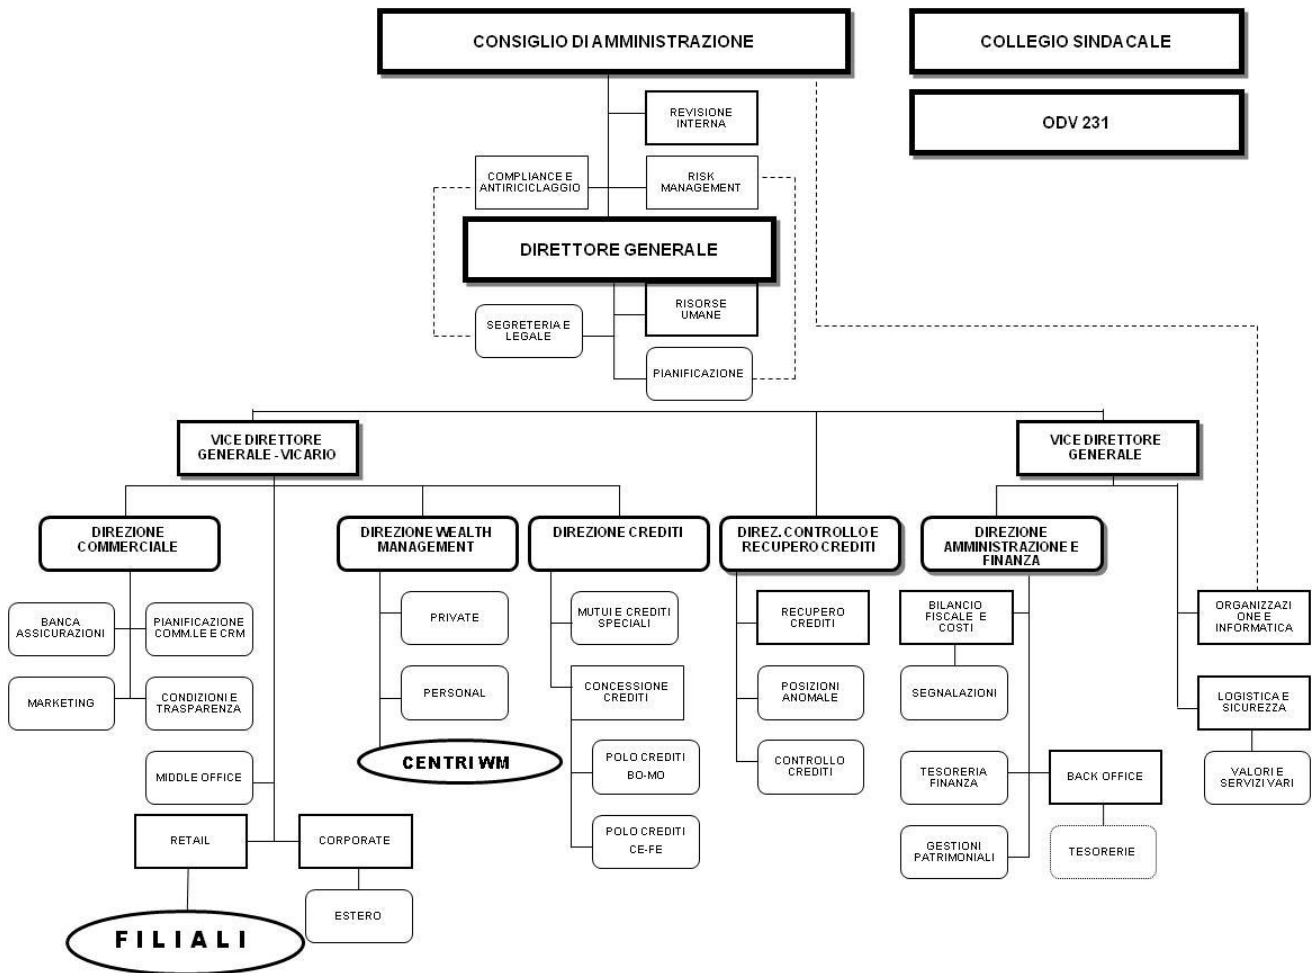 CONSIGLIO DI AMMINISTRAZIONE
COLLEGIO SINDACALE
ODV 231
REVISIONE
INTERNA
COMPLIANCE E
ANTIRICICLAGGIO
RISK
MANAGEMENT
DIRETTORE GENERALE
RISORSE
UMANE
SEGRETERIA E
LEGALE
PIANIFICAZIONE
VICE DIRETTORE
GENERALE - VICARIO
VICE DIRETTORE
GENERALE
DIREZIONE
COMMERCIALE
DIREZIONE WEALTH
MANAGEMENT
DIREZIONE CREDITI
DIREZ. CONTROLLO E
RECUPERO CREDITI
DIREZIONE
AMMINISTRAZIONE E
FINANZA
BANCA
ASSICURAZIONI
PIANIFICAZIONE
COMM.LE E CRM
PRIVATE
MUTUI E CREDITI
SPECIALI
RECUPERO
CREDITI
BILANCIO
FISCALE E
COSTI
ORGANIZZAZI
ONE E
INFORMATICA
MARKETING
CONDIZIONI E
TRASPARENZA
PERSONAL
CONCESSIONE
CREDITI
POSIZIONI
ANOMALE
SEGNALAZIONI
LOGISTICA E
SICUREZZA
MIDDLE OFFICE
CENTRI WM
POLO CREDITI
BO-MO
CONTROLLO
CREDITI
TESORERIA
FINANZA
BACK OFFICE
VALORI E
SERVIZI VARI
RETAIL
CORPORATE
POLO CREDITI
CE-FE
GESTIONI
PATRIMONIALI
TESORERIE
ESTERO
FILIALI